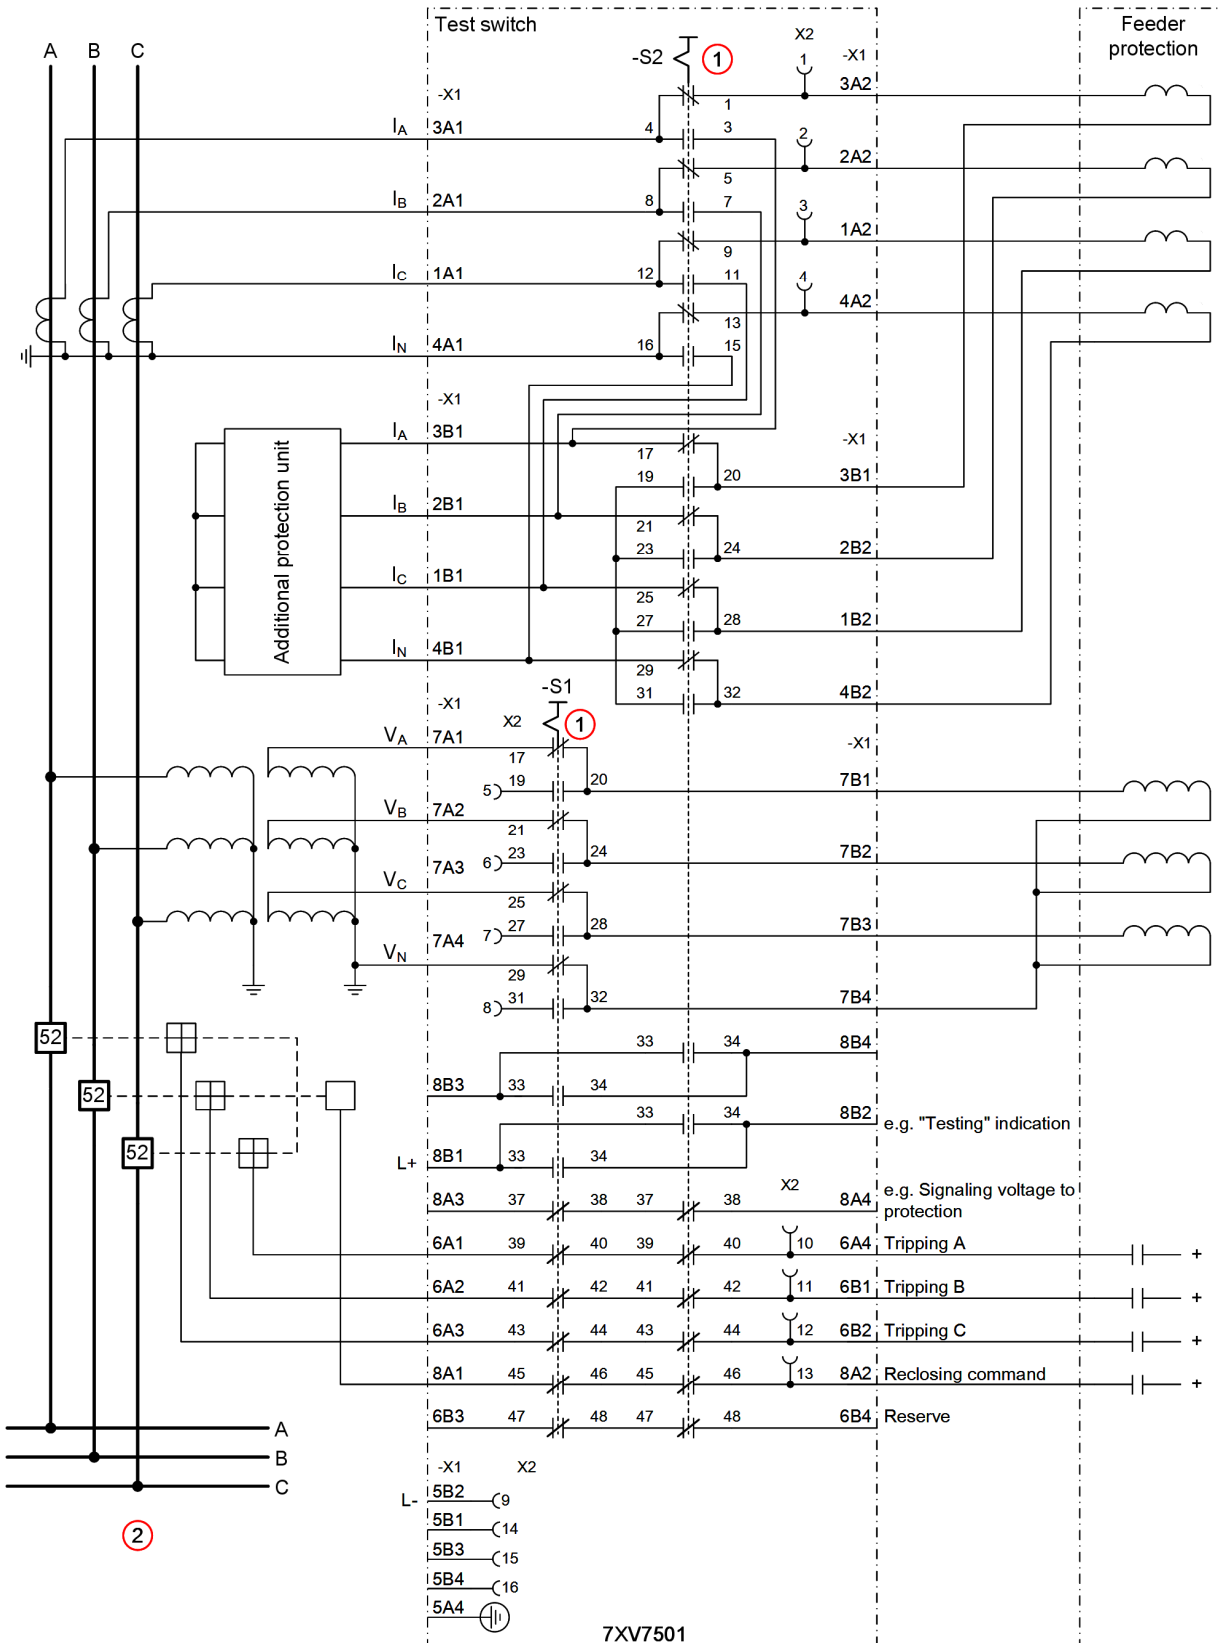 Test switch
Feeder
protection
A B C
-S2 1
X2
1
-X1
3A2
-X1
1
IA 3A1 4 3
2
2A2
5
IB 2A1 8 7
3
1A2
9
IC 1A1 12 11
4
4A2
13
IN 4A1 16 15
-X1
IA 3B1
-X1
17
19 20 3B1
IB 2B1
21
23 24 2B2
IC 1B1
25
27 28 1B2
IN 4B1
29
31 32 4B2
Additional protection unit
-S1 1
-X1
X2
VA 7A1
-X1
17
5 19 20 7B1
VB 7A2
21
7A3 6 23 24 7B2
VC
25
7A4 7 27 28 7B3
VN
29
8 31 32 7B4
52
33 34 8B4
52
8B3 33 34
33 34 8B2 e.g. "Testing" indication
52
L+ 8B1 33 34
X2
8A3 37 38 37 38 8A4 e.g. Signaling voltage to
protection
6A1 39 40 39 40 10 6A4 Tripping A +
6A2 41 42 41 42 11 6B1 Tripping B +
6A3 43 44 43 44 12 6B2 Tripping C +
8A1 45 46 45 46 13 8A2 Reclosing command +
6B3 47 48 47 48 6B4 Reserve
A
B
C
-X1 X2
L- 5B2 9
5B1 14
5B3 15
5B4 16
5A4
2
7XV7501